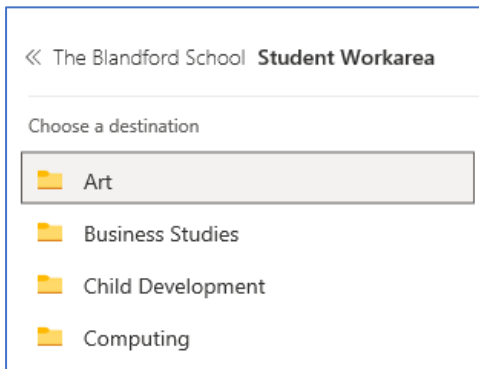 « The Blandford School Student Workarea
Choose a destination
Art
Business Studies
Child Development
Computing